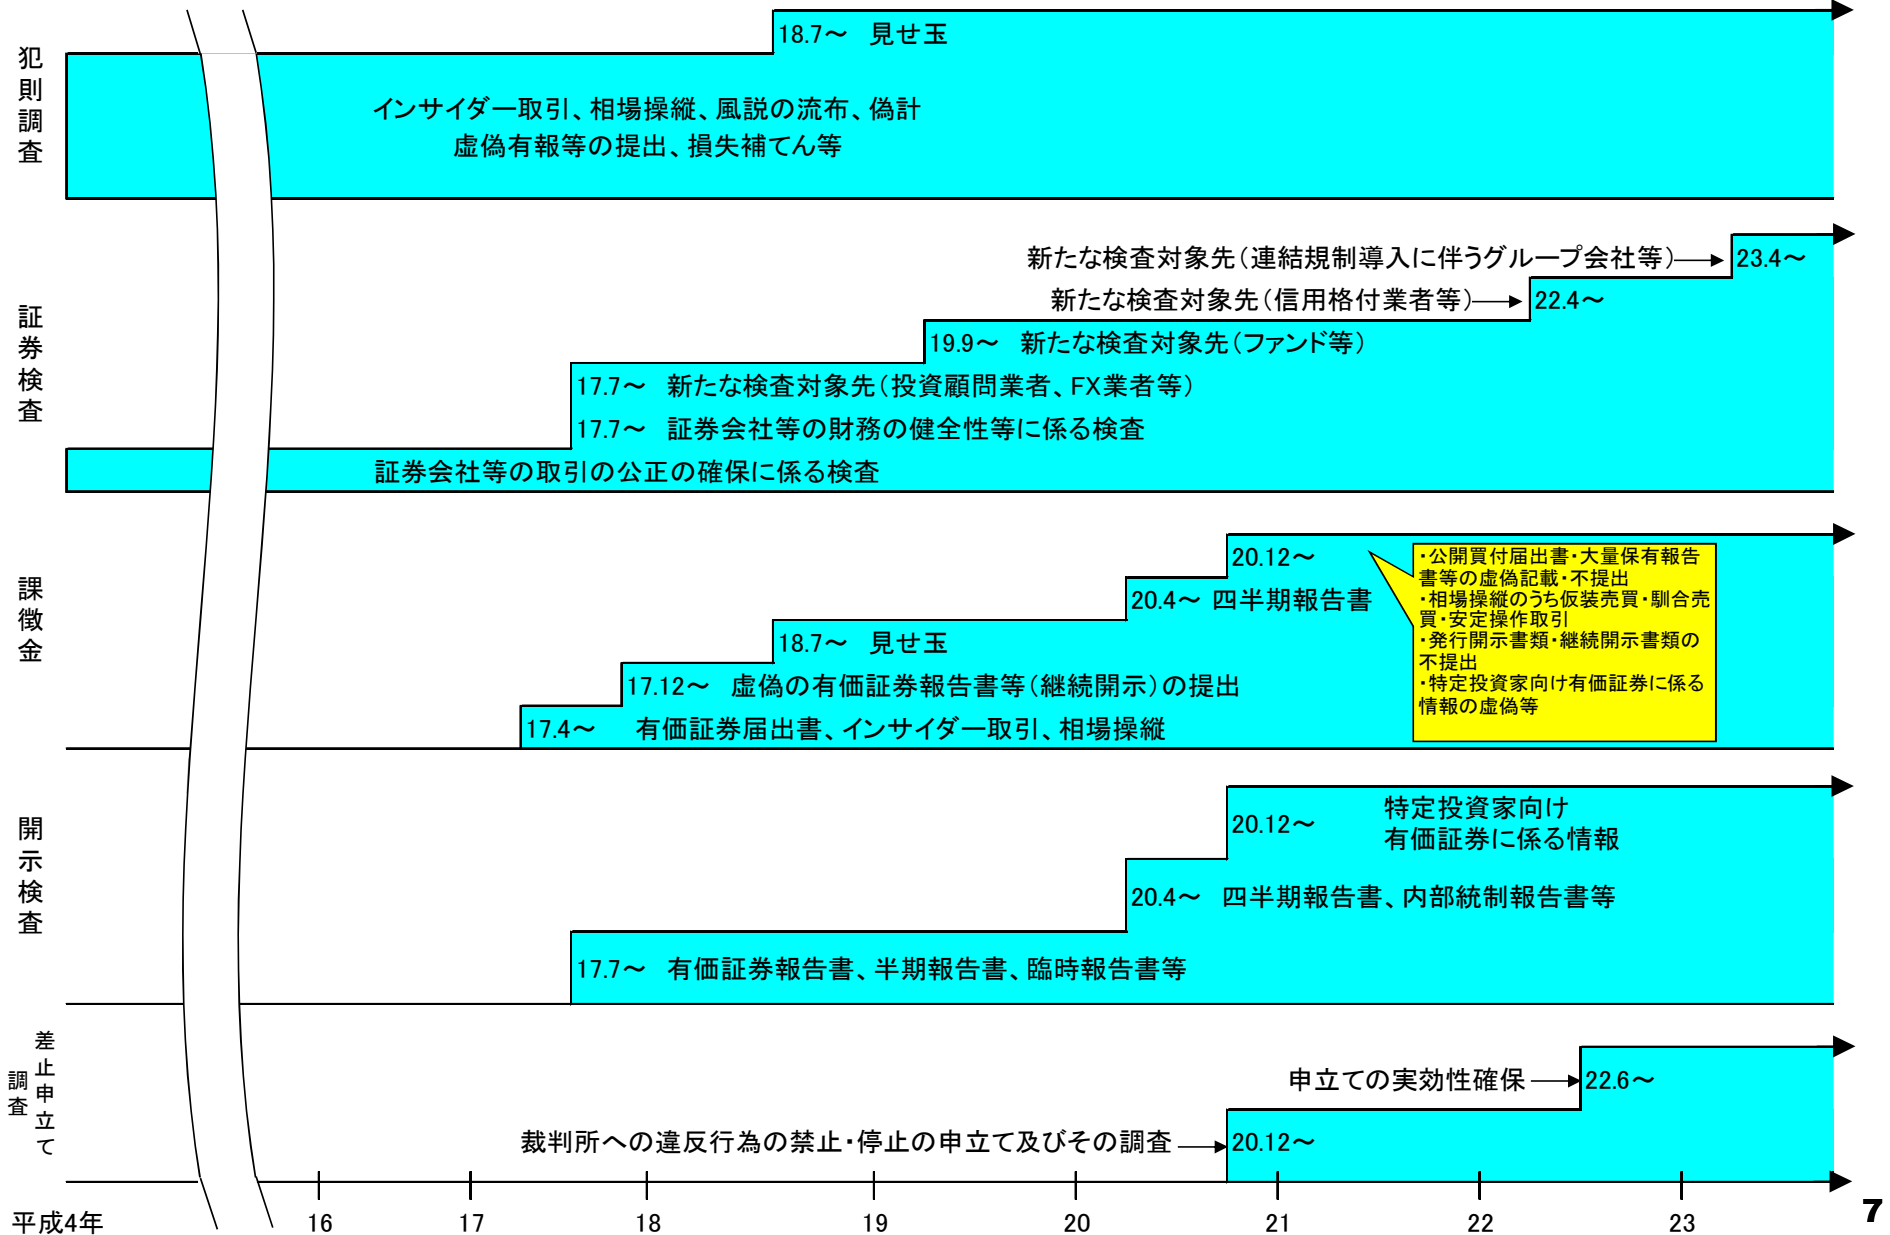 犯則調査
18.7～　見せ玉
インサイダー取引、相場操縦、風説の流布、偽計
虚偽有報等の提出、損失補てん等
証券検査
新たな検査対象先（連結規制導入に伴うグループ会社等）
23.4～
新たな検査対象先（信用格付業者等）
22.4～
19.9～　新たな検査対象先（ファンド等）
17.7～　新たな検査対象先（投資顧問業者、FX業者等）
17.7～　証券会社等の財務の健全性等に係る検査
証券会社等の取引の公正の確保に係る検査
課徴金
20.12～
・公開買付届出書・大量保有報告
書等の虚偽記載・不提出
・相場操縦のうち仮装売買・馴合売
買・安定操作取引
・発行開示書類・継続開示書類の
不提出
・特定投資家向け有価証券に係る
情報の虚偽等
20.4～ 四半期報告書
18.7～　見せ玉
17.12～　虚偽の有価証券報告書等（継続開示）の提出
17.4～　有価証券届出書、インサイダー取引、相場操縦
開示検査
20.12～
特定投資家向け
有価証券に係る情報
20.4～　四半期報告書、内部統制報告書等
17.7～　有価証券報告書、半期報告書、臨時報告書等
差止申立て
調査
申立ての実効性確保
22.6～
裁判所への違反行為の禁止・停止の申立て及びその調査
20.12～
平成4年
16
17
18
19
20
21
22
23
7